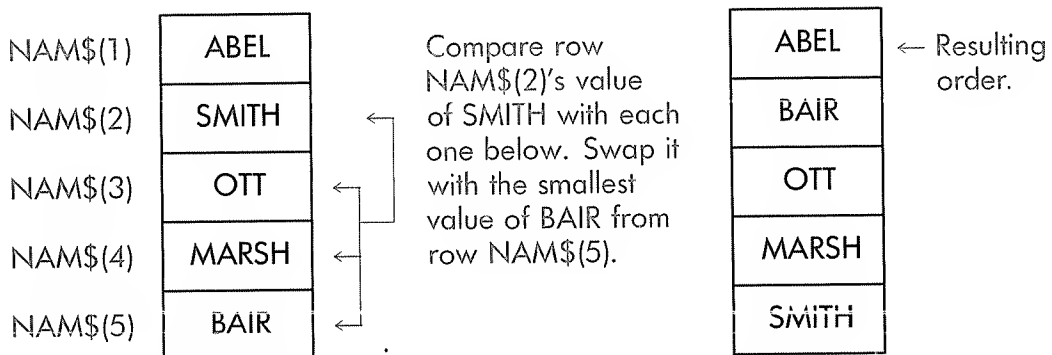 NAM$(1) ABEL
NAM$(2) SMITH
NAM$(3) OTT
NAM$(4) MARSH
NAM$(5) BAIR
Compare row
NAM$(2)'s value
of SMITH with each
one below. Swap it
with the smallest
value of BAIR from
row NAM$(5).
ABEL
BAIR
OTT
MARSH
SMITH
← Resulting
order.